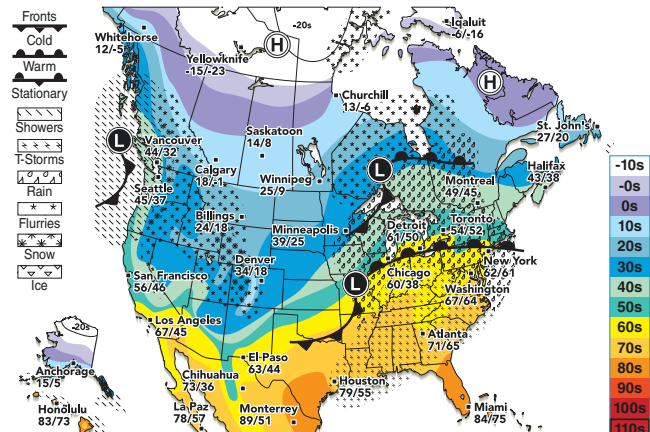 Fronts
Cold
Warm
Stationary
Showers
T-Storms
Rain
Flurries
Snow
Ice
-20s
H
Iqaluit
-6/-16
Whitehorse
12/-5
Yellowknife
-15/-23
H
Churchill
13/-6
St. John's
27/20
L
Vancouver
44/32
Saskatoon
14/8
Calgary
18/-1
Winnipeg
25/9
L
Halifax
43/38
Montreal
49/45
Seattle
45/37
Billings
24/18
Minneapolis
39/25
Detroit
61/50
Toronto
54/52
Denver
34/18
L
Chicago
60/38
New York
62/61
San Francisco
56/46
Washington
67/64
Los Angeles
67/45
Atlanta
71/65
El Paso
63/44
-20s
Anchorage
15/5
Chihuahua
73/36
Houston
79/55
Honolulu
83/73
La Paz
78/57
Monterrey
89/51
Miami
84/75
-10s
-0s
0s
10s
20s
30s
40s
50s
60s
70s
80s
90s
100s
110s